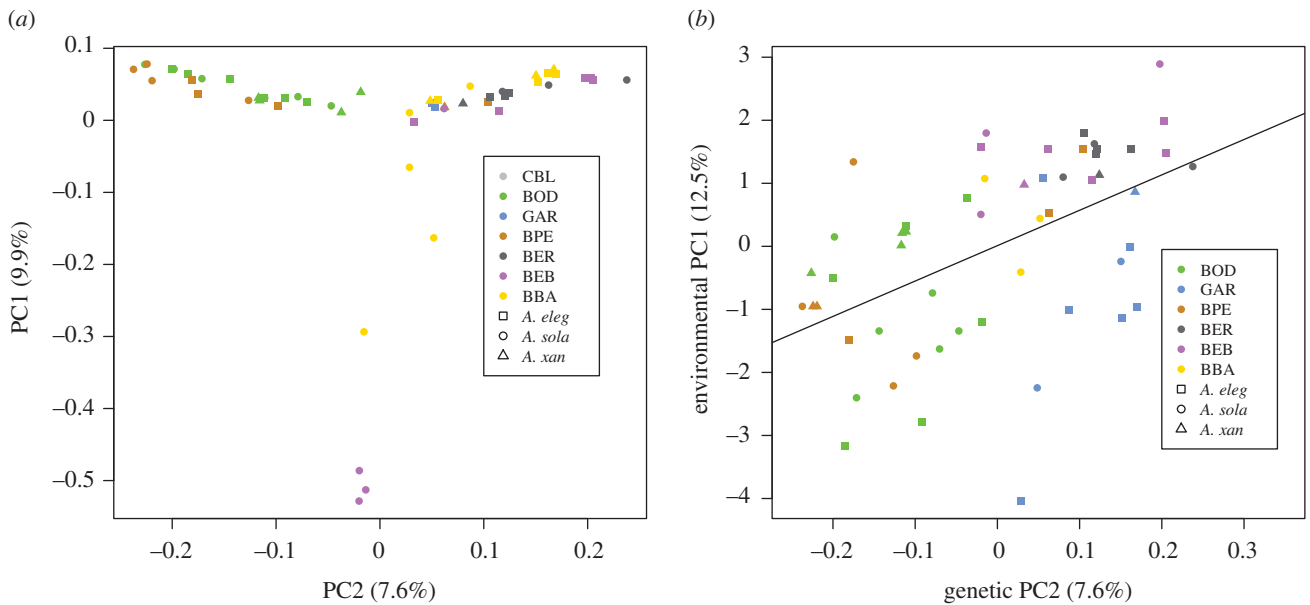 (a)
0.1
0
–0.1
–0.2
–0.3
–0.4
–0.5
PC1 (9.9%)
CBL
BOD
GAR
BPE
BER
BEB
BBA
A. eleg
A. sola
A. xan
–0.2
–0.1
0
0.1
0.2
PC2 (7.6%)
(b)
3
2
1
0
–1
–2
–3
–4
environmental PC1 (12.5%)
BOD
GAR
BPE
BER
BEB
BBA
A. eleg
A. sola
A. xan
–0.2
–0.1
0
0.1
0.2
0.3
genetic PC2 (7.6%)